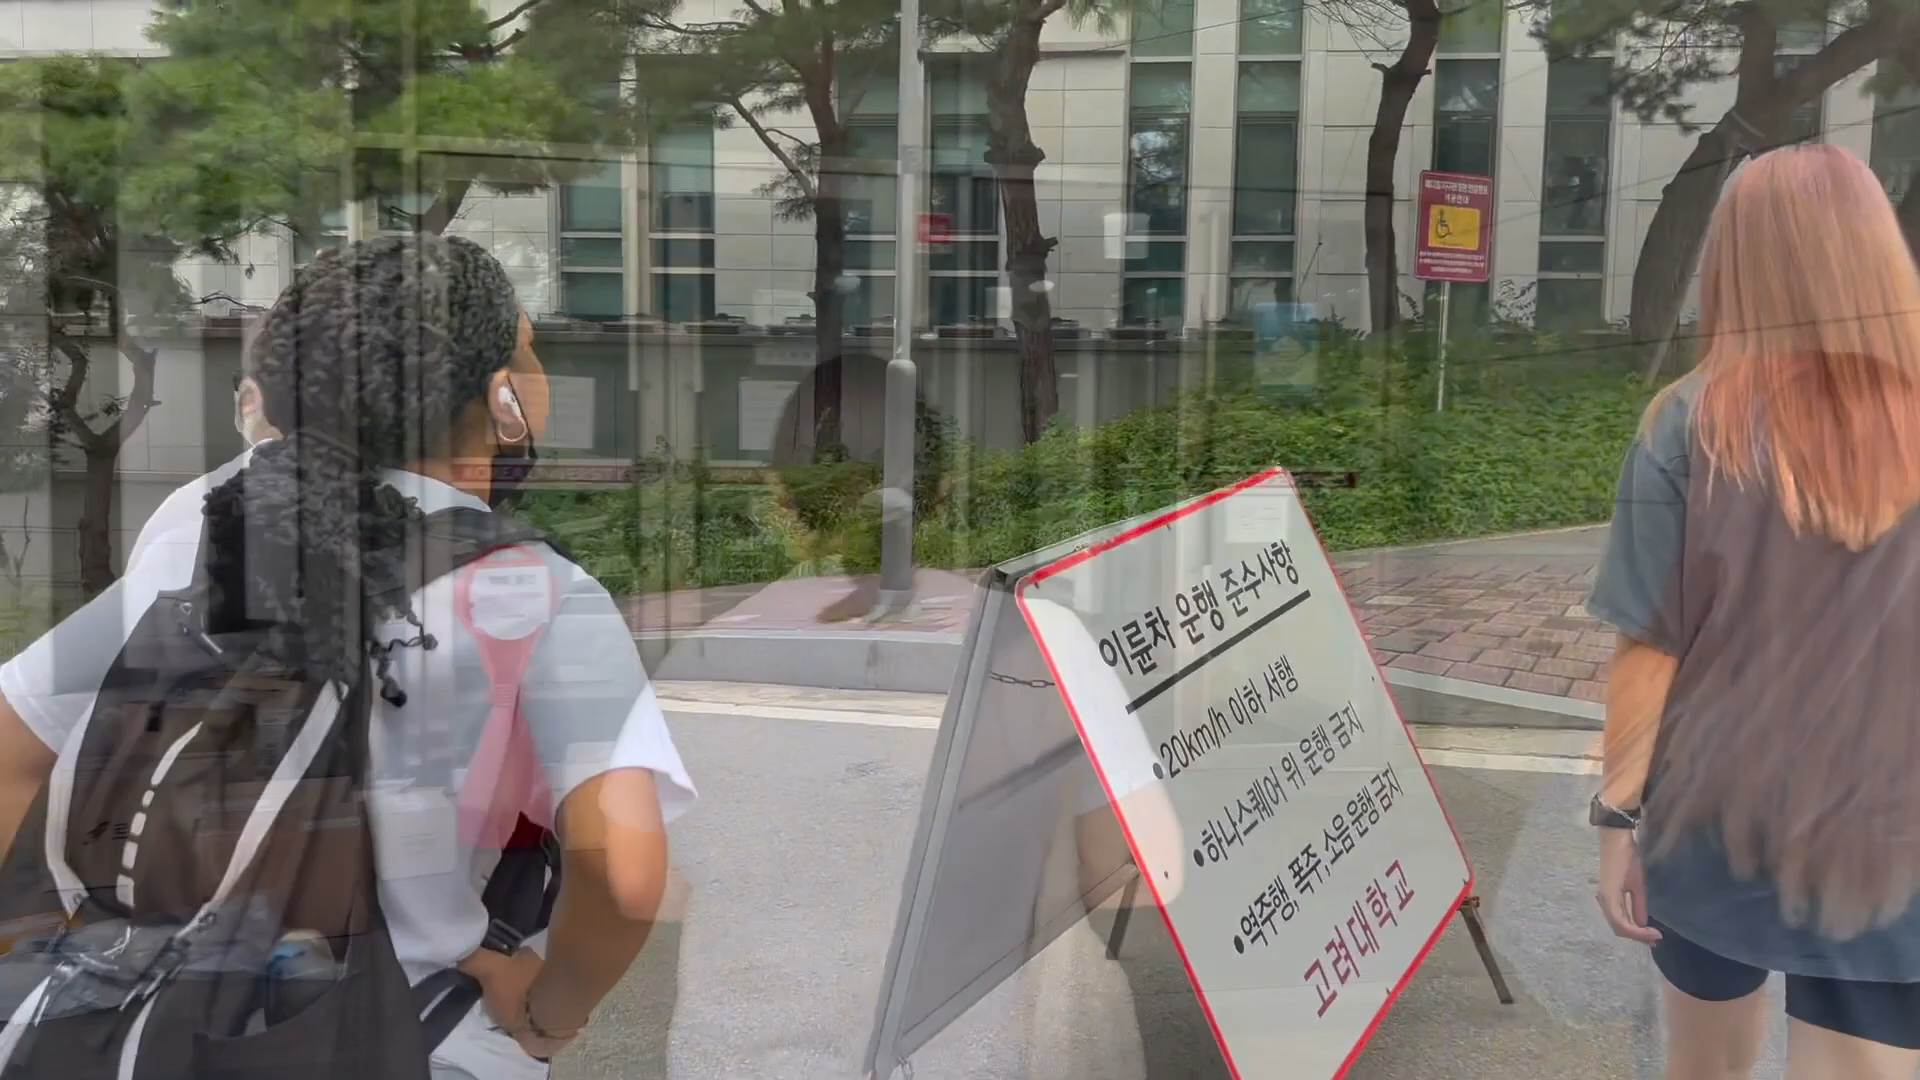 이륜차 운행 준수사항
•20km/h 이하 서행
•하나스퀘어 위 운행 금지
•역주행, 폭주, 소음운행 금지
고려대학교